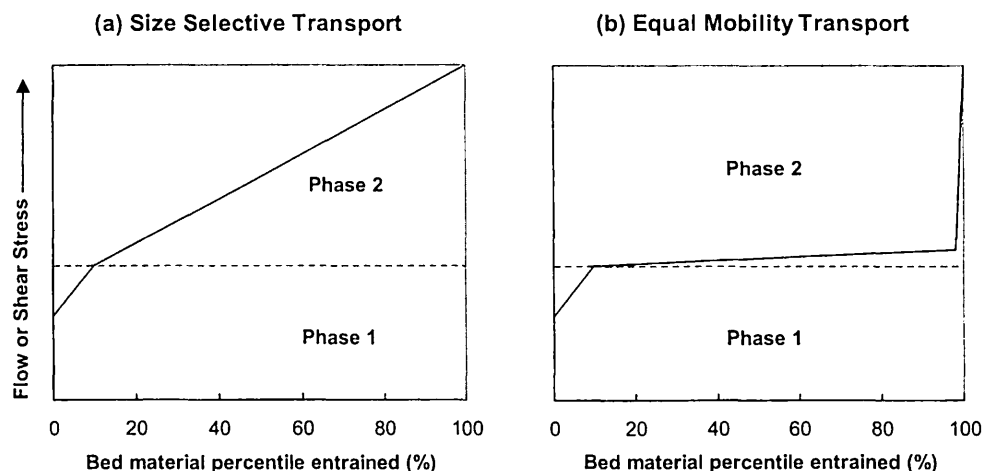 (a) Size Selective Transport
Flow or Shear Stress
Phase 2
Phase 1
0 20 40 60 80 100
Bed material percentile entrained (%)
(b) Equal Mobility Transport
Phase 2
Phase 1
0 20 40 60 80 100
Bed material percentile entrained (%)